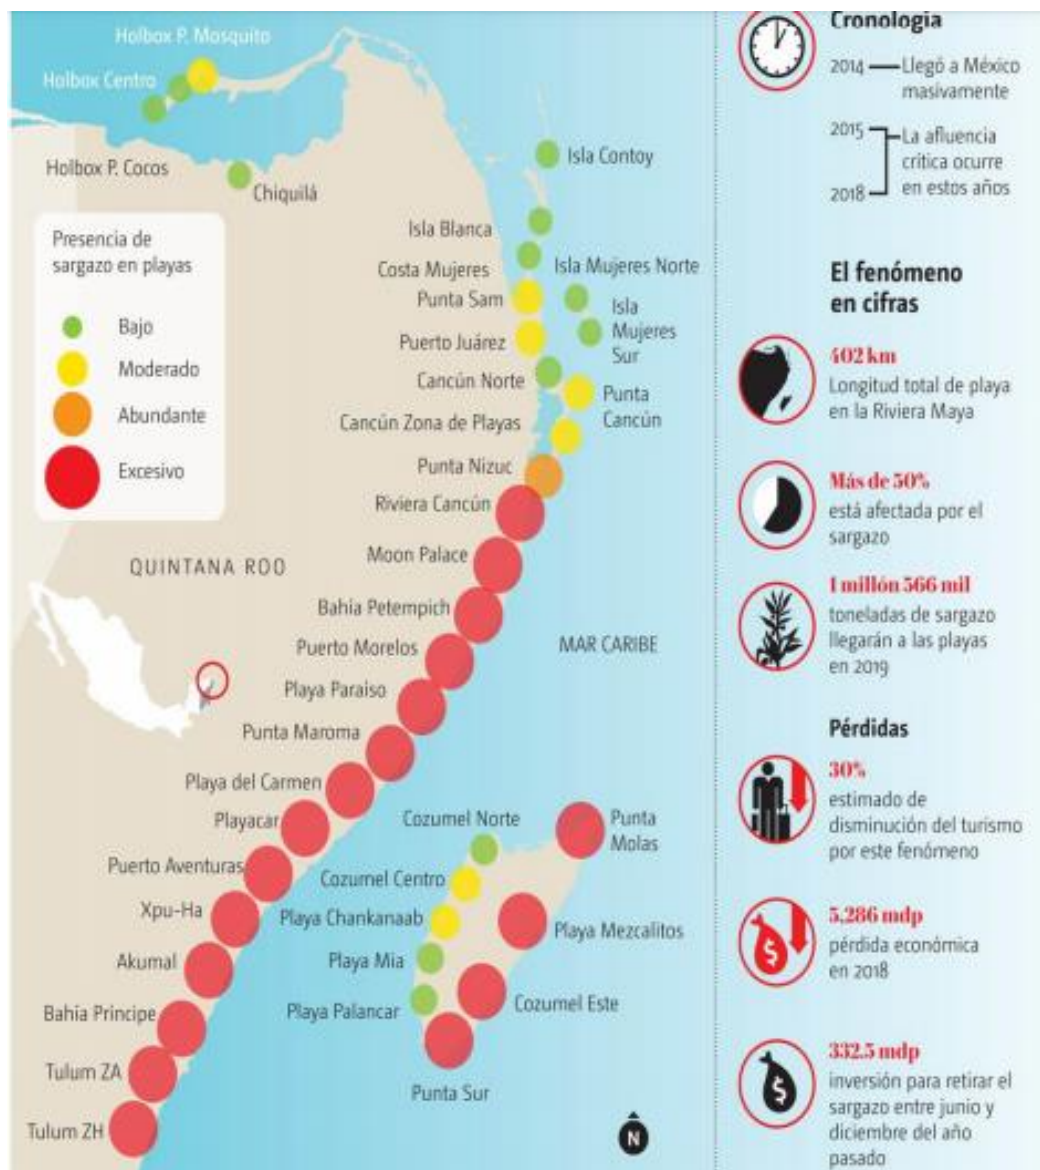 Holbox P. Mosquito
Holbox Centro
Holbox P. Cocos
Chiquilá
Isla Contoy
Isla Blanca
Costa Mujeres
Isla Mujeres Norte
Punta Sam
Isla
Mujeres
Sur
Puerto Juárez
Cancún Norte
Punta
Cancún
Cancún Zona de Playas
Punta Nizuc
Riviera Cancún
Moon Palace
Bahía Petempich
Puerto Morelos
Playa Paraiso
Punta Maroma
Playa del Carmen
Playacar
Puerto Aventuras
Xpu-Ha
Akumal
Bahía Principe
Tulum ZA
Tulum ZH
Presencia de
sargazo en playas
Bajo
Moderado
Abundante
Excesivo
QUINTANA ROO
MAR CARIBE
Cozumel Norte
Punta
Molas
Cozumel Centro
Playa Chankanaab
Playa Mezcalitos
Playa Mia
Playa Palancar
Cozumel Este
Punta Sur
N
Cronología
2014
Llegó a México
masivamente
2015
2018
La afluencia
crítica ocurre
en estos años
El fenómeno
en cifras
402 km
Longitud total de playa
en la Riviera Maya
Más de 50%
está afectada por el
sargazo
1 millón 566 mil
toneladas de sargazo
llegarán a las playas
en 2019
Pérdidas
30%
estimado de
disminución del turismo
por este fenómeno
$
5,286 mdp
pérdida económica
en 2018
$
332.5 mdp
inversión para retirar el
sargazo entre junio y
diciembre del año
pasado